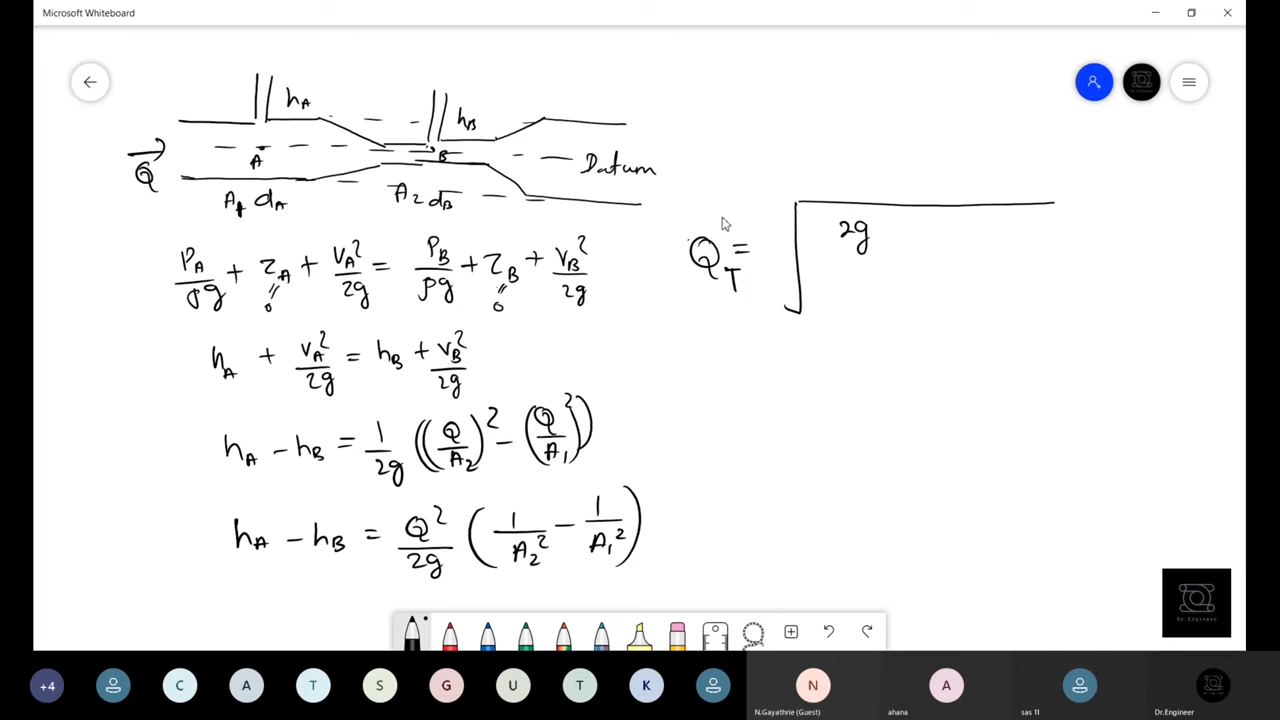 Microsoft Whiteboard
hA
hB
Q
A
B
Datum
A1 dA
A2 dB
PA/ρg + ZA + VA²/2g = PB/ρg + ZB + VB²/2g
0 0
hA + VA²/2g = hB + VB²/2g
hA - hB = 1/2g ((Q/A2)² - (Q/A1)²)
hA - hB = Q²/2g (1/A2² - 1/A1²)
QT = √2g
Dr.Engineer
+4 C A T S G U T K N A
N.Gayathrie (Guest) ahana sas 11 Dr.Engineer